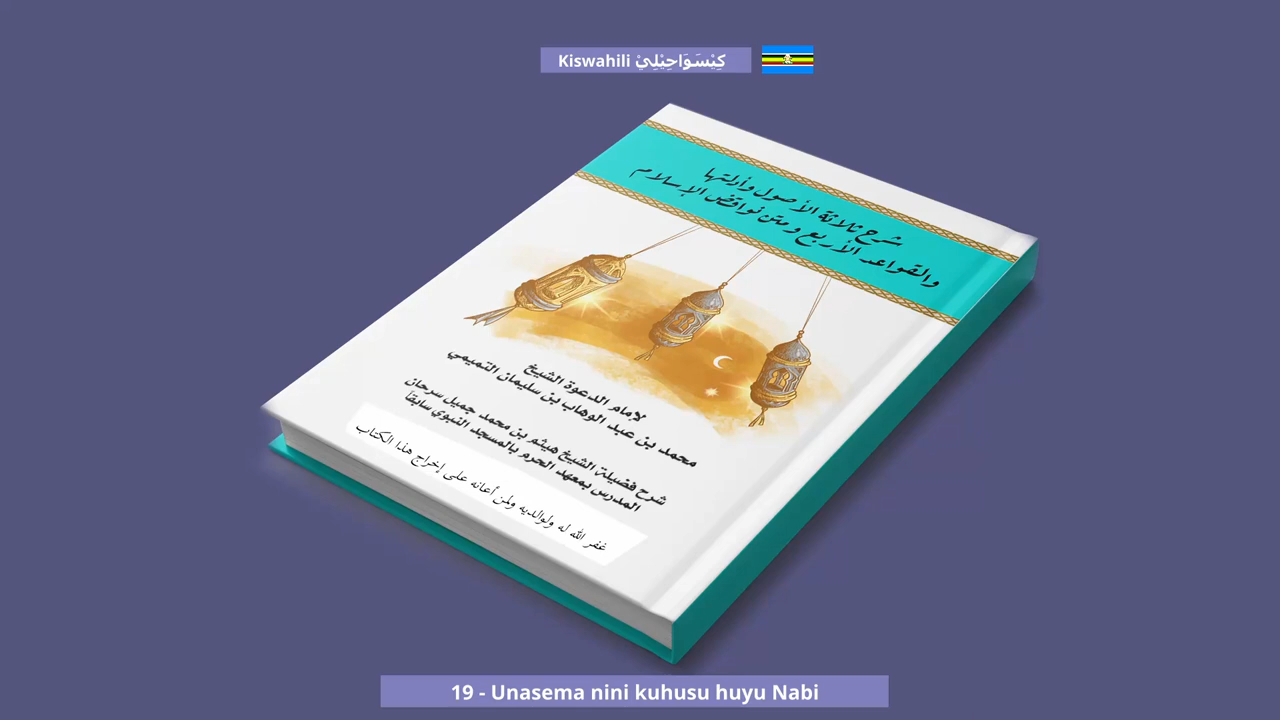 Kiswahili كِيْسَوَاحِيْلِيْ
شرح ثلاثة الأصول وأدلتها
والقواعد الأربع و متن نواقض الإسلام
لإمام الدعوة الشيخ
محمد بن عبد الوهاب بن سليمان التميمي
شرح فضيلة الشيخ هيثم بن محمد جميل سرحان
المدرس بمعهد الحرم بالمسجد النبوي سابقاً
غفر الله له ولوالديه ولمن أعانه على إخراج هذا الكتاب
19 - Unasema nini kuhusu huyu Nabi